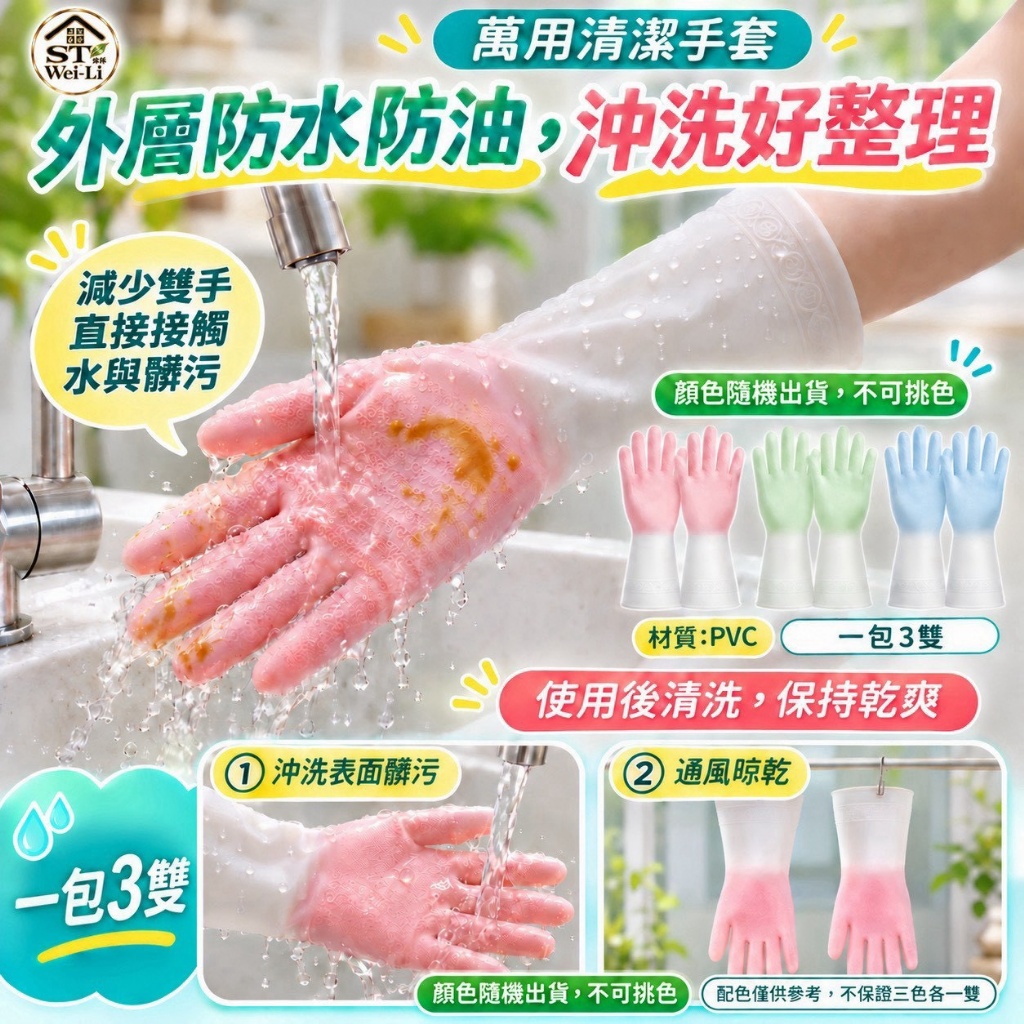 ST
Wei-Li
萬用清潔手套
外層防水防油，沖洗好整理
減少雙手
直接接觸
水與髒污
顏色隨機出貨，不可挑色
材質：PVC
一包3雙
使用後清洗，保持乾爽
① 沖洗表面髒污
② 通風晾乾
一包3雙
顏色隨機出貨，不可挑色
配色僅供參考，不保證三色各一雙